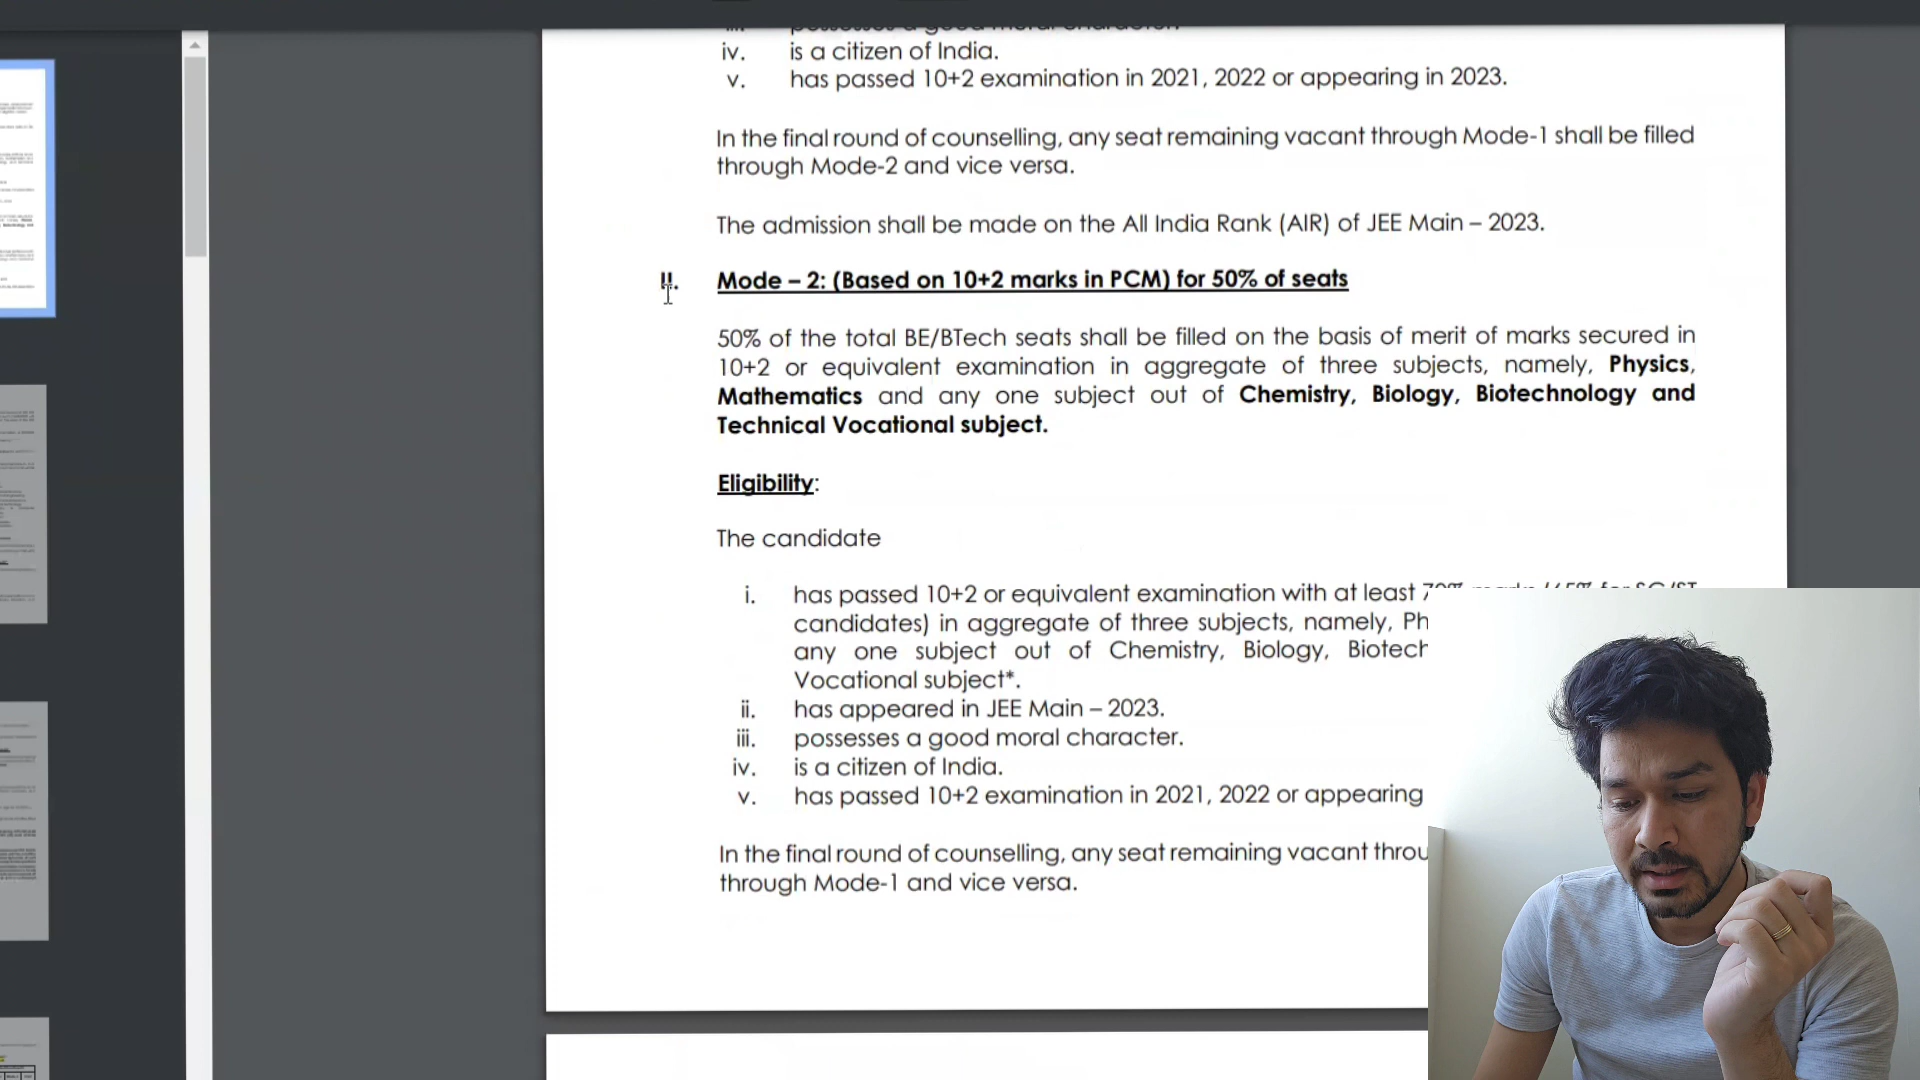 iv. is a citizen of India.
v. has passed 10+2 examination in 2021, 2022 or appearing in 2023.
In the final round of counselling, any seat remaining vacant through Mode-1 shall be filled
through Mode-2 and vice versa.
The admission shall be made on the All India Rank (AIR) of JEE Main – 2023.
II. Mode – 2: (Based on 10+2 marks in PCM) for 50% of seats
50% of the total BE/BTech seats shall be filled on the basis of merit of marks secured in
10+2 or equivalent examination in aggregate of three subjects, namely, Physics,
Mathematics and any one subject out of Chemistry, Biology, Biotechnology and
Technical Vocational subject.
Eligibility:
The candidate
i. has passed 10+2 or equivalent examination with at least
candidates) in aggregate of three subjects, namely, Ph
any one subject out of Chemistry, Biology, Biotech
Vocational subject*.
ii. has appeared in JEE Main – 2023.
iii. possesses a good moral character.
iv. is a citizen of India.
v. has passed 10+2 examination in 2021, 2022 or appearing
In the final round of counselling, any seat remaining vacant throu
through Mode-1 and vice versa.